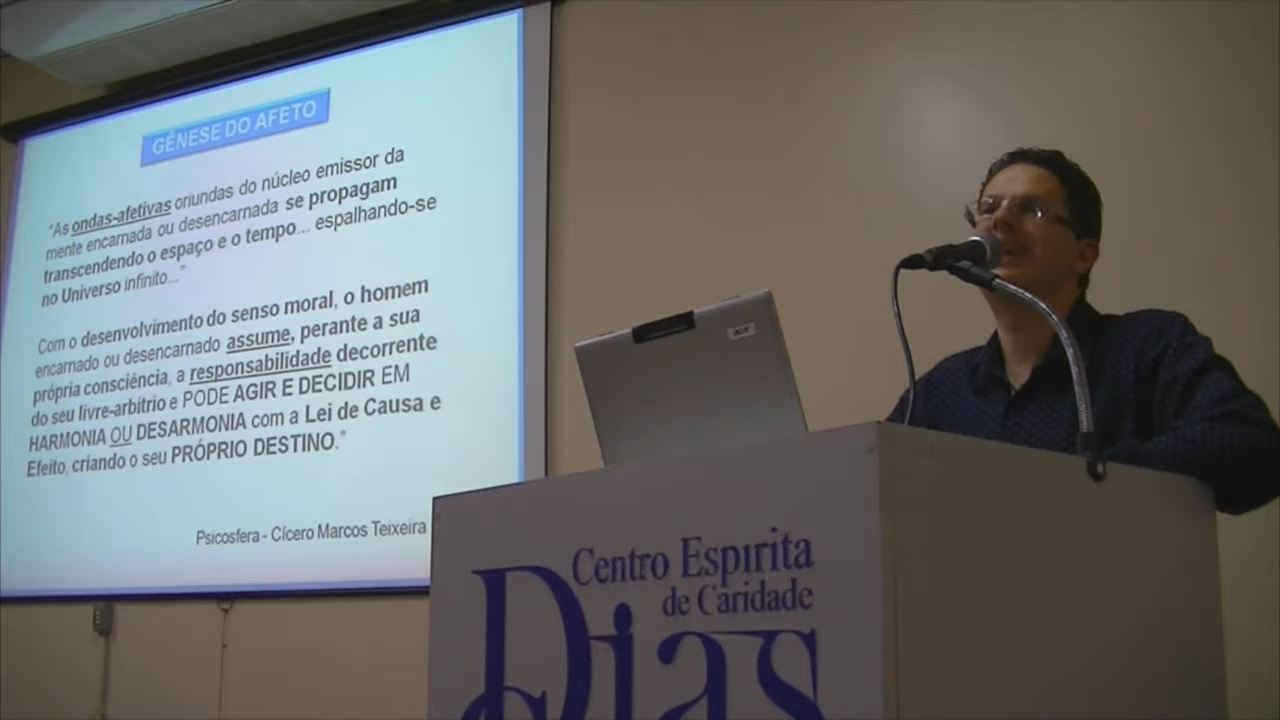 GÊNESE DO AFETO
“As ondas-afetivas oriundas do núcleo emissor da
mente encarnada ou desencarnada se propagam
transcendendo o espaço e o tempo... espalhando-se
no Universo infinito...”
Com o desenvolvimento do senso moral, o homem
encarnado ou desencarnado assume, perante a sua
própria consciência, a responsabilidade decorrente
do seu livre-arbítrio e PODE AGIR E DECIDIR EM
HARMONIA OU DESARMONIA com a Lei de Causa e
Efeito, criando o seu PRÓPRIO DESTINO.”
Psicosfera - Cícero Marcos Teixeira
acer
Centro Espírita
de Caridade
Dias